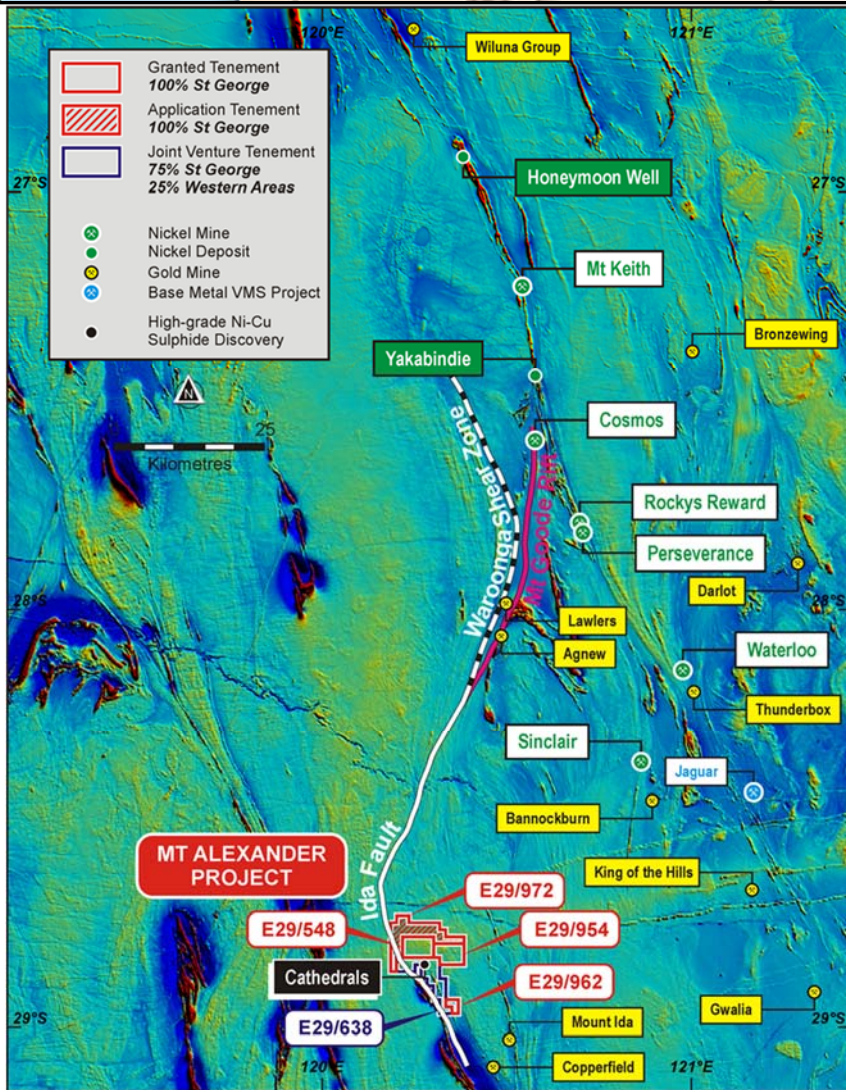 120°E
121°E
Wiluna Group
Granted Tenement
100% St George
Application Tenement
100% St George
Joint Venture Tenement
75% St George
25% Western Areas
Nickel Mine
Nickel Deposit
Gold Mine
Base Metal VMS Project
High-grade Ni-Cu
Sulphide Discovery
27°S
27°S
Honeymoon Well
Mt Keith
Bronzewing
Yakabindie
N
25
Kilometres
Cosmos
Waroonga Shear Zone
Mt Goode Rift
Rockys Reward
Perseverance
Darlot
28°S
28°S
Lawlers
Agnew
Waterloo
Thunderbox
Sinclair
Jaguar
Bannockburn
Ida Fault
MT ALEXANDER
PROJECT
King of the Hills
E29/972
E29/548
E29/954
Cathedrals
E29/962
E29/638
Gwalia
Mount Ida
29°S
29°S
Copperfield
120°E
121°E